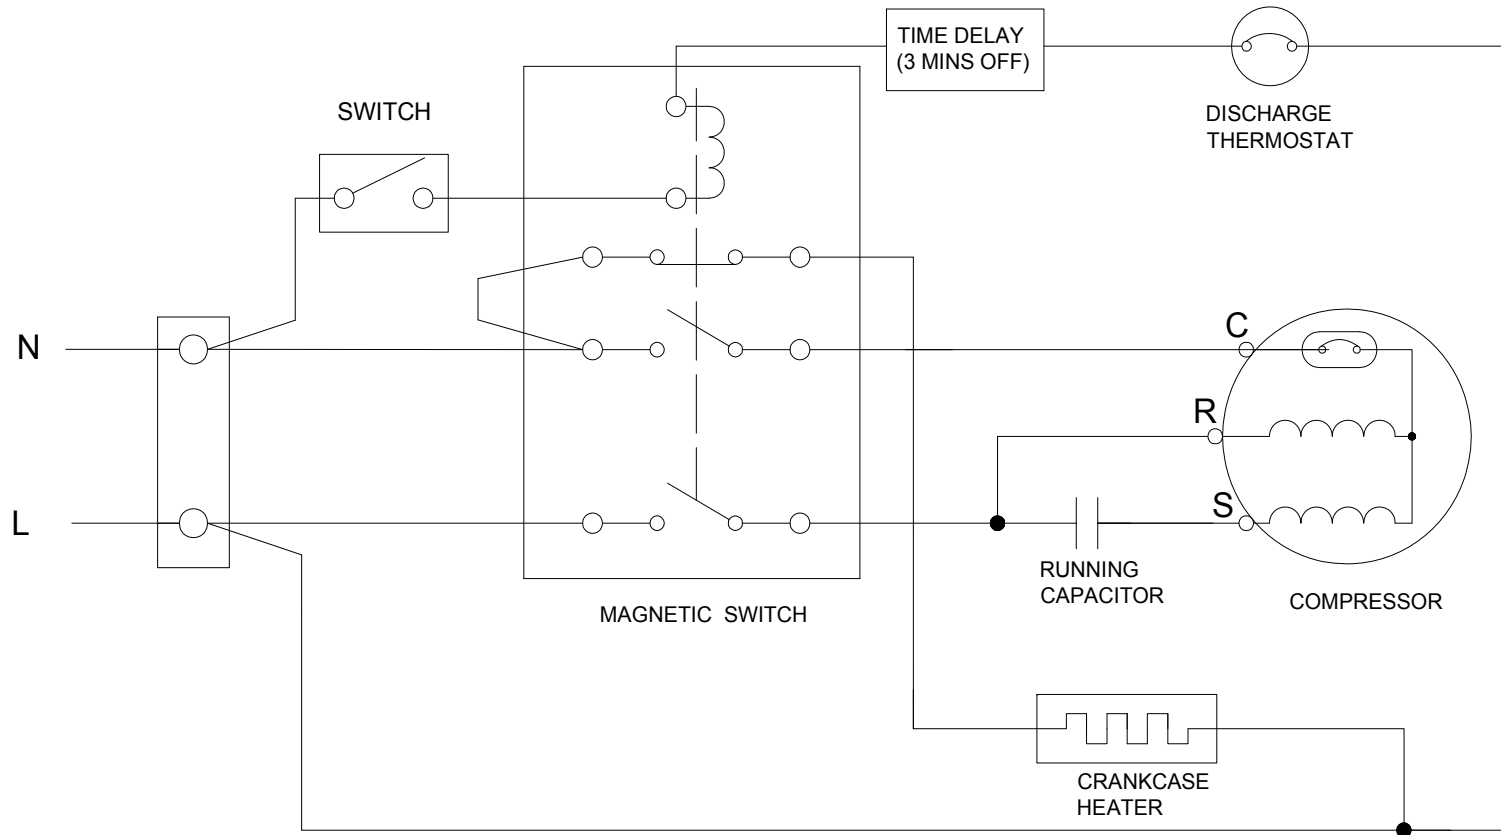 TIME DELAY
(3 MINS OFF)
SWITCH
DISCHARGE
THERMOSTAT
N
C
R
L
S
RUNNING
CAPACITOR
COMPRESSOR
MAGNETIC SWITCH
CRANKCASE
HEATER